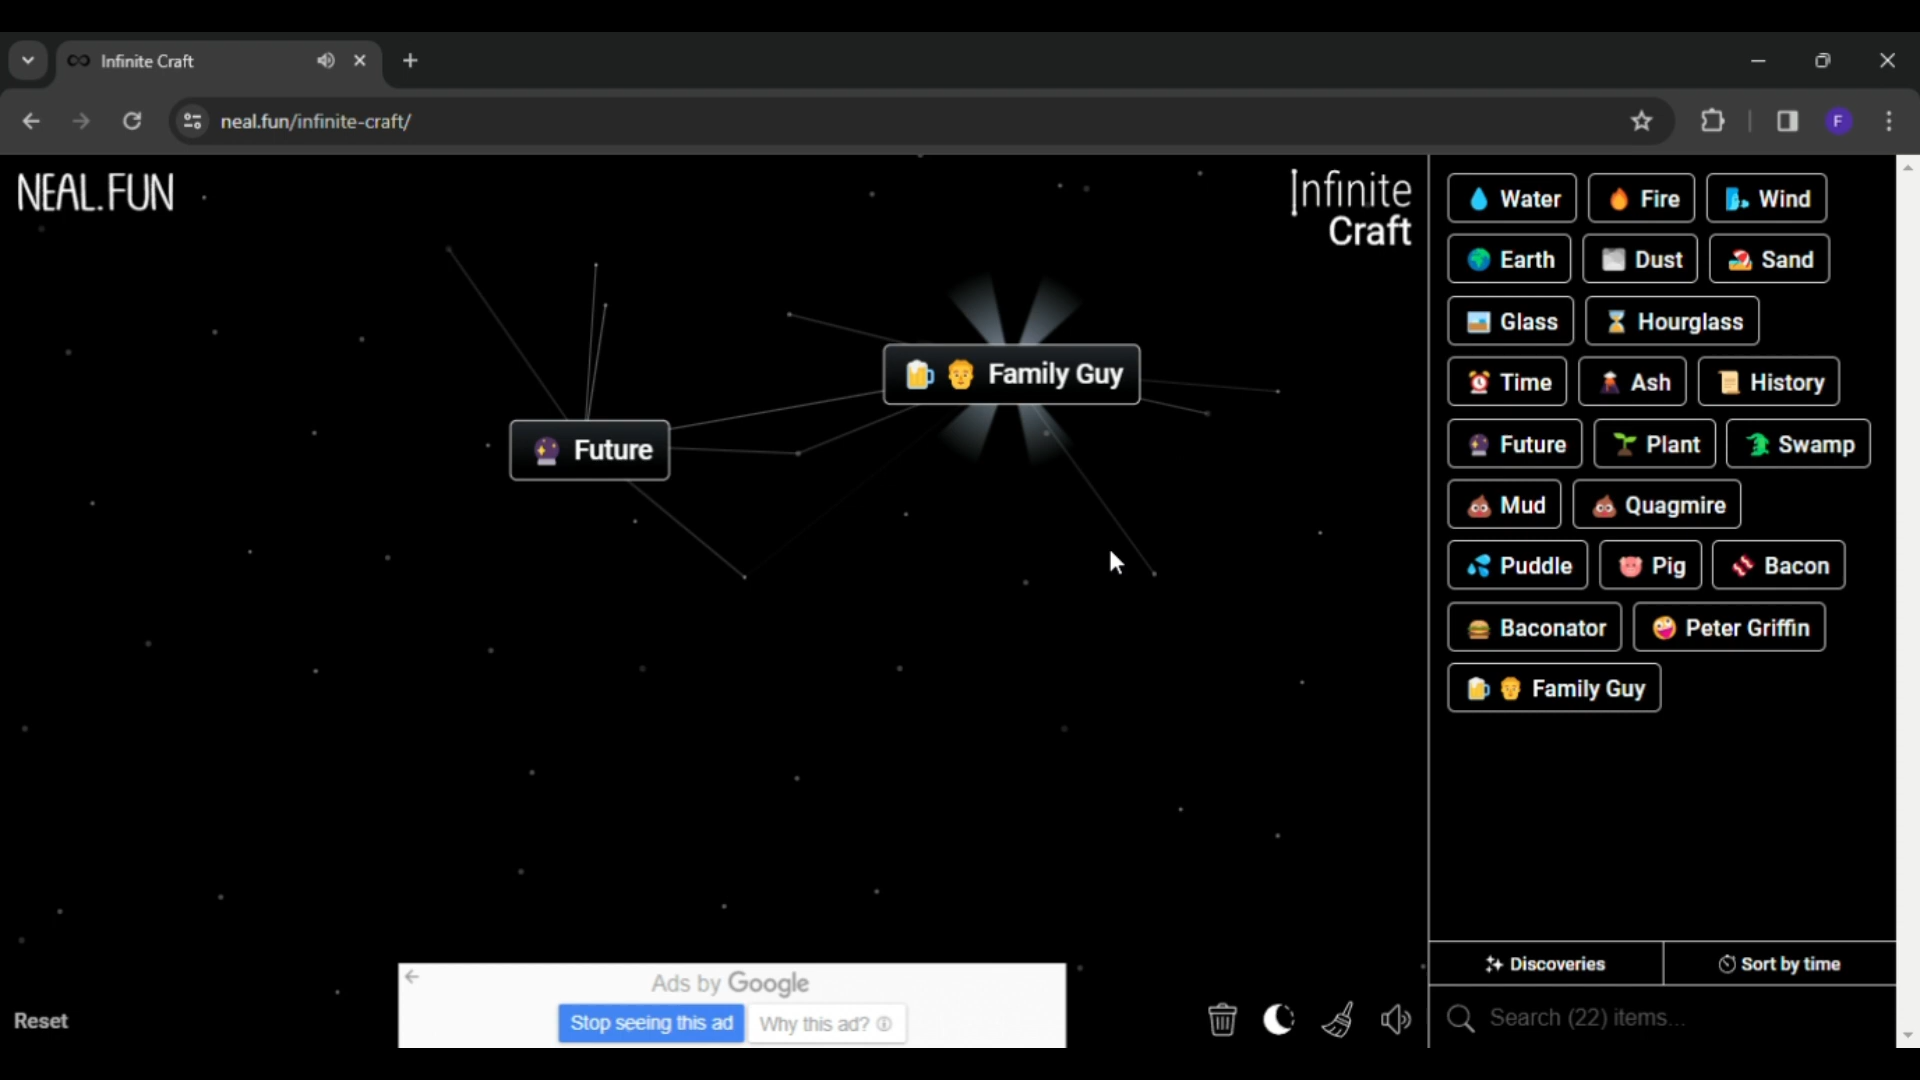 Infinite Craft
neal.fun/infinite-craft/
F
NEAL.FUN
Infinite
Craft
Family Guy
Future
Water
Fire
Wind
Earth
Dust
Sand
Glass
Hourglass
Time
Ash
History
Future
Plant
Swamp
Mud
Quagmire
Puddle
Pig
Bacon
Baconator
Peter Griffin
Family Guy
Discoveries
Sort by time
Search (22) items...
Reset
Ads by Google
Stop seeing this ad
Why this ad?